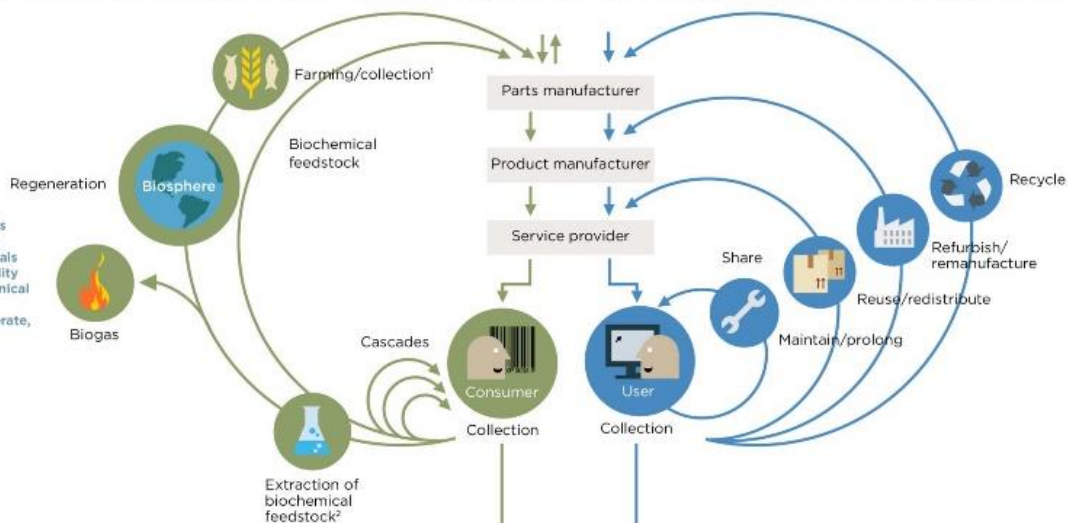 Farming/collection¹
Parts manufacturer
Biochemical
feedstock
Product manufacturer
Regeneration
Biosphere
Recycle
Service provider
Share
Refurbish/
remanufacture
Reuse/redistribute
Biogas
Cascades
Maintain/prolong
Consumer
User
Collection
Collection
Extraction of
biochemical
feedstock²